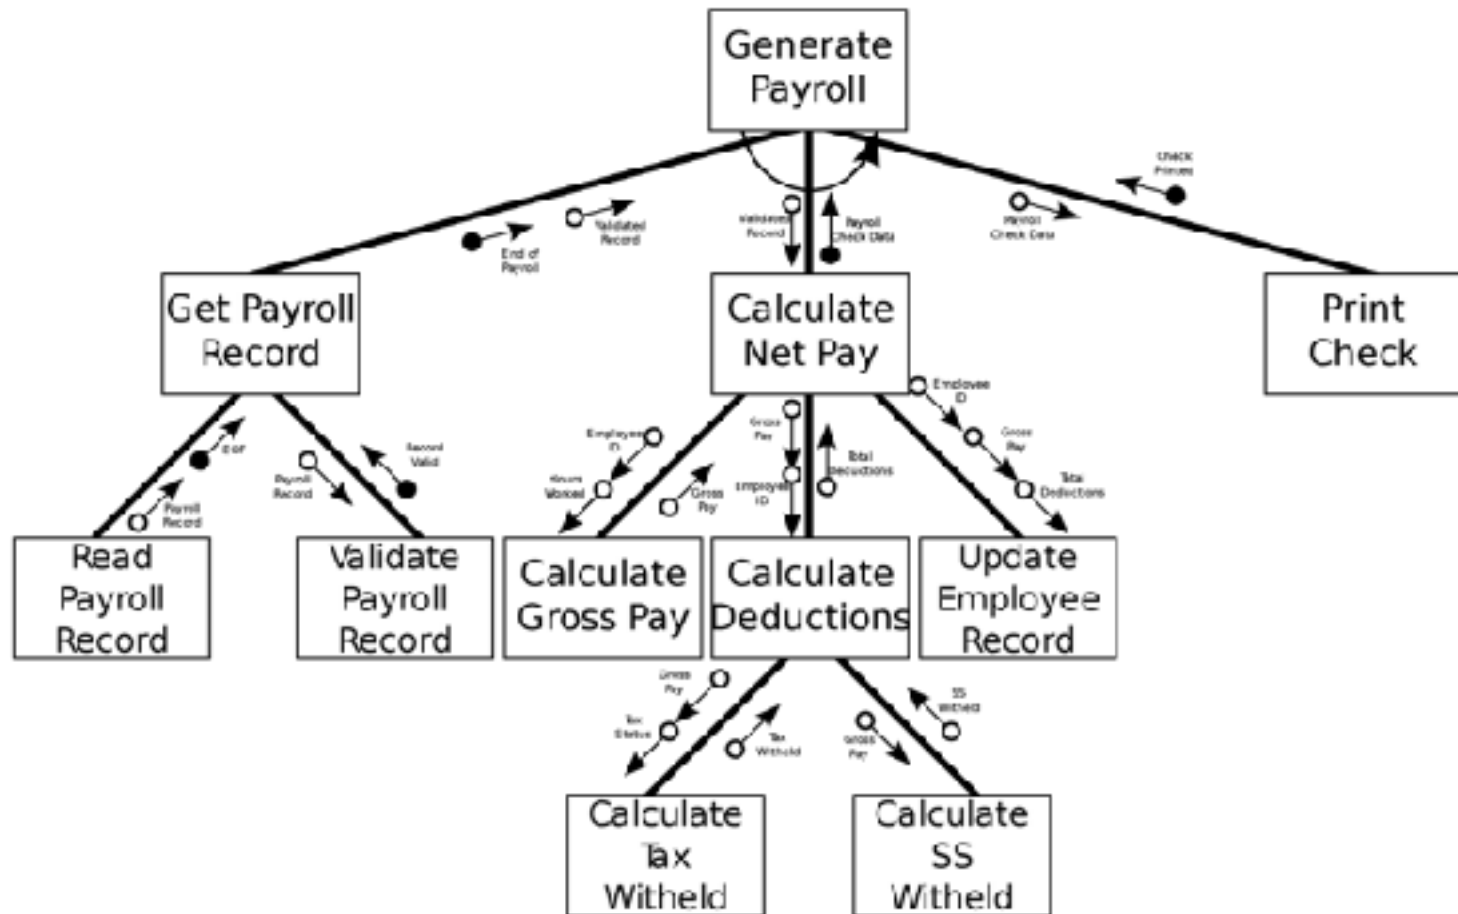 Generate
Payroll
Check
Validated
Record
Payroll
Check Data
Payroll
Check Data
Validated
Record
End of
Payroll
Get Payroll
Record
Calculate
Net Pay
Print
Check
Employee
ID
Employee
ID
Gross
Pay
Gross
Pay
Record
Valid
Payroll
Record
Total
Deductions
Hours
Worked
Employee
ID
Gross
Pay
Total
Deductions
Payroll
Record
Read
Payroll
Record
Validate
Payroll
Record
Calculate
Gross Pay
Calculate
Deductions
Update
Employee
Record
Gross
Pay
Tax
Status
Tax
Witheld
Gross
Pay
SS
Witheld
Calculate
Tax
Witheld
Calculate
SS
Witheld